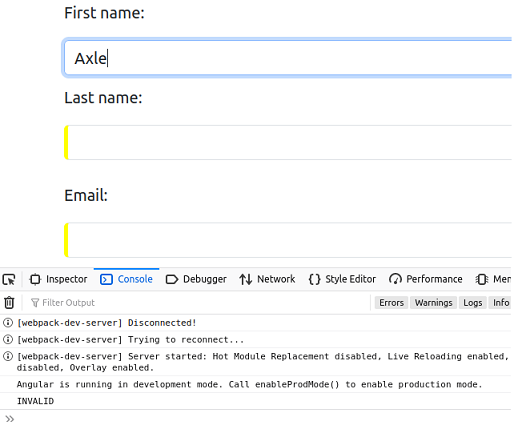 First name:
Axle
Last name:
Email:
Inspector Console Debugger Network Style Editor Performance
Filter Output Errors Warnings Logs Info
[webpack-dev-server] Disconnected!
[webpack-dev-server] Trying to reconnect...
[webpack-dev-server] Server started: Hot Module Replacement disabled, Live Reloading enabled,
disabled, Overlay enabled.
Angular is running in development mode. Call enableProdMode() to enable production mode.
INVALID